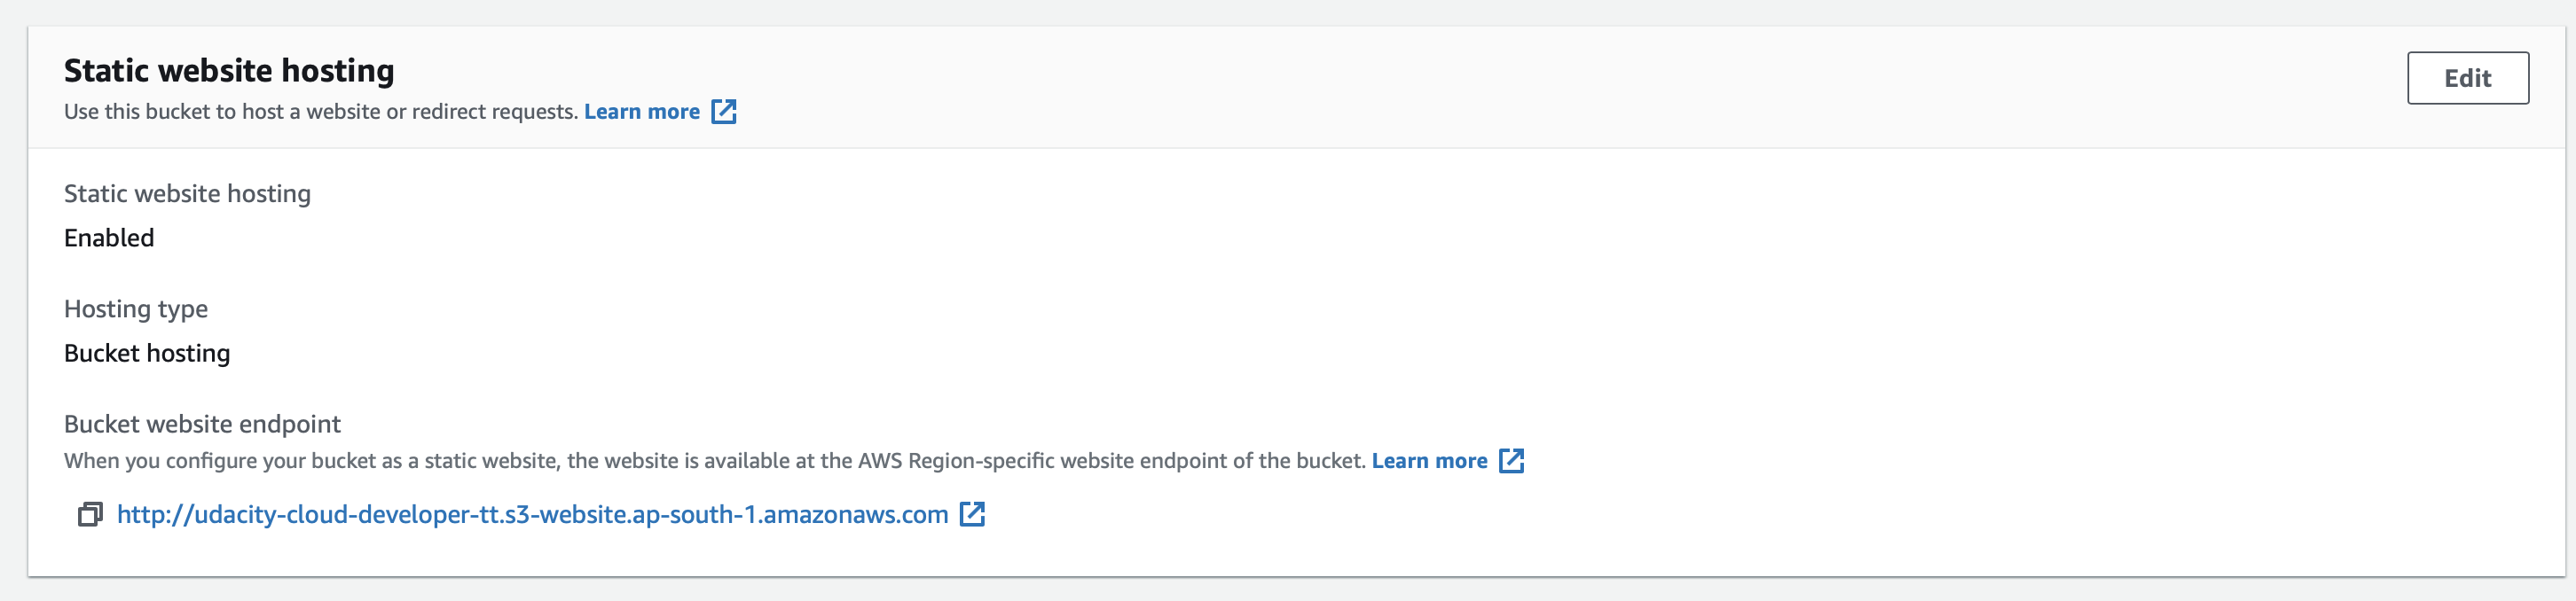 Static website hosting
Edit
Use this bucket to host a website or redirect requests. Learn more
Static website hosting
Enabled
Hosting type
Bucket hosting
Bucket website endpoint
When you configure your bucket as a static website, the website is available at the AWS Region-specific website endpoint of the bucket. Learn more
http://udacity-cloud-developer-tt.s3-website.ap-south-1.amazonaws.com